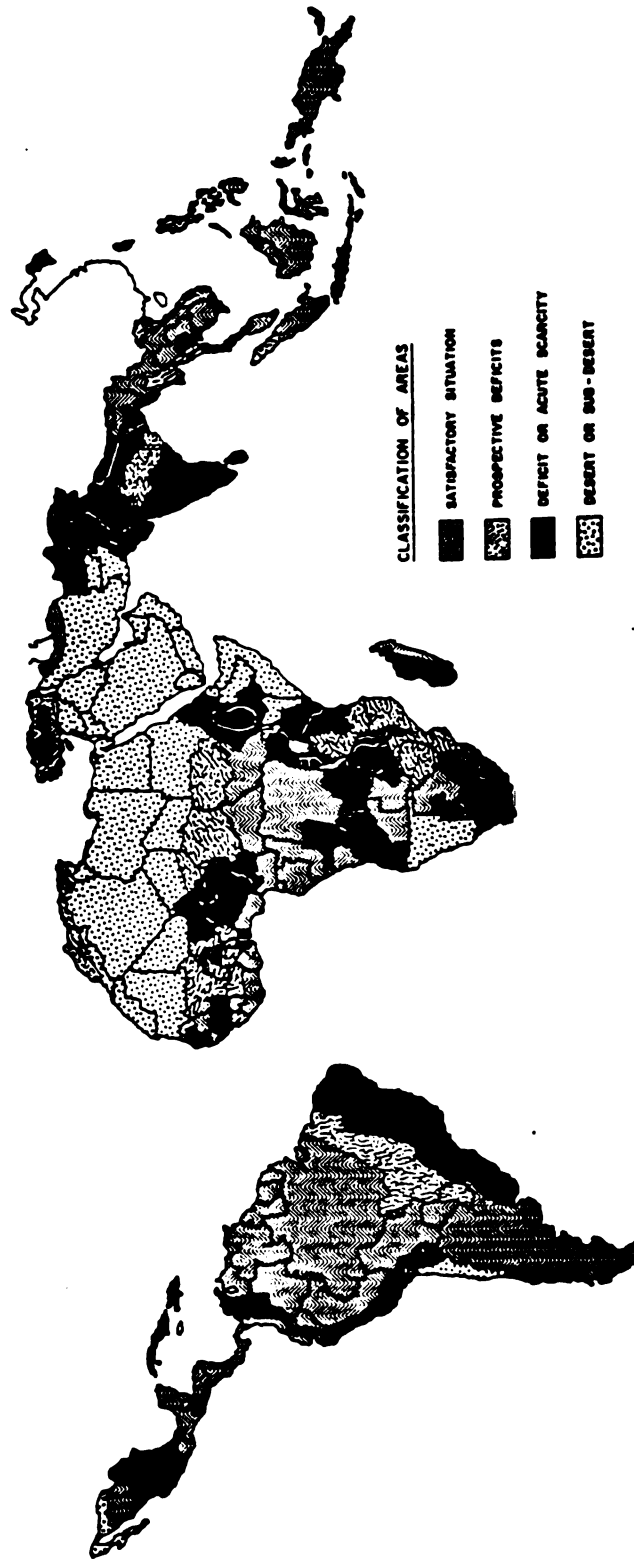 CLASSIFICATION OF AREAS
SATISFACTORY SITUATION
PROSPECTIVE DEFICITS
DEFICIT OR ACUTE SCARCITY
DESERT OR SUB-DESERT